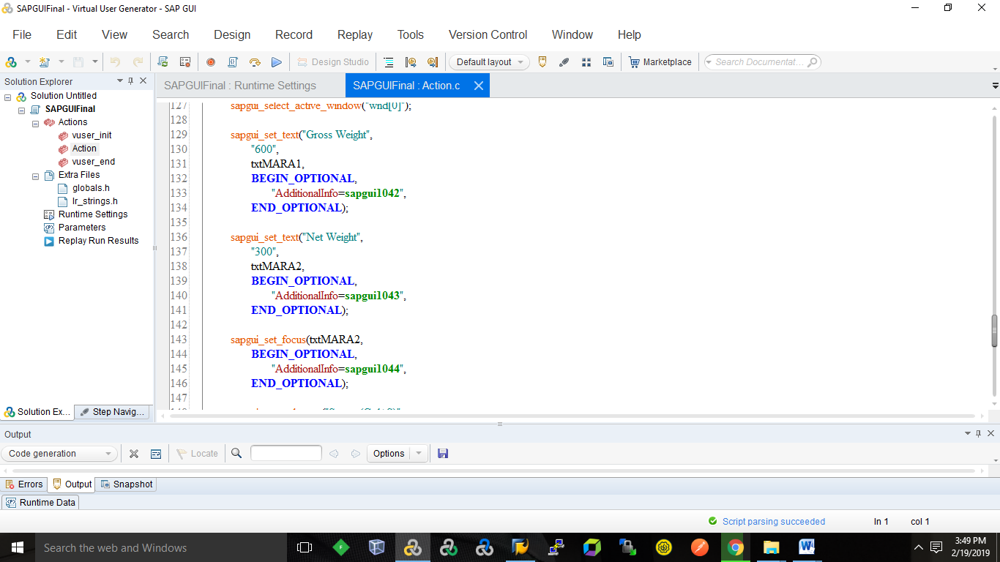 SAPGUIFinal - Virtual User Generator - SAP GUI
File Edit View Search Design Record Replay Tools Version Control Window Help
Design Studio Default layout Marketplace Search Documentat...
Solution Explorer
Solution Untitled
SAPGUIFinal
Actions
vuser_init
Action
vuser_end
Extra Files
globals.h
lr_strings.h
Runtime Settings
Parameters
Replay Run Results
Solution Ex... Step Navig...
SAPGUIFinal : Runtime Settings SAPGUIFinal : Action.c
127 sapgui_select_active_window("wnd[0]");
128
129 sapgui_set_text("Gross Weight",
130 "600",
131 txtMARA1,
132 BEGIN_OPTIONAL,
133 "AdditionalInfo=sapgui1042",
134 END_OPTIONAL);
135
136 sapgui_set_text("Net Weight",
137 "300",
138 txtMARA2,
139 BEGIN_OPTIONAL,
140 "AdditionalInfo=sapgui1043",
141 END_OPTIONAL);
142
143 sapgui_set_focus(txtMARA2,
144 BEGIN_OPTIONAL,
145 "AdditionalInfo=sapgui1044",
146 END_OPTIONAL);
147
Output
Code generation Locate Options
Errors Output Snapshot
Runtime Data
Script parsing succeeded ln 1 col 1
Search the web and Windows
3:49 PM
2/19/2019